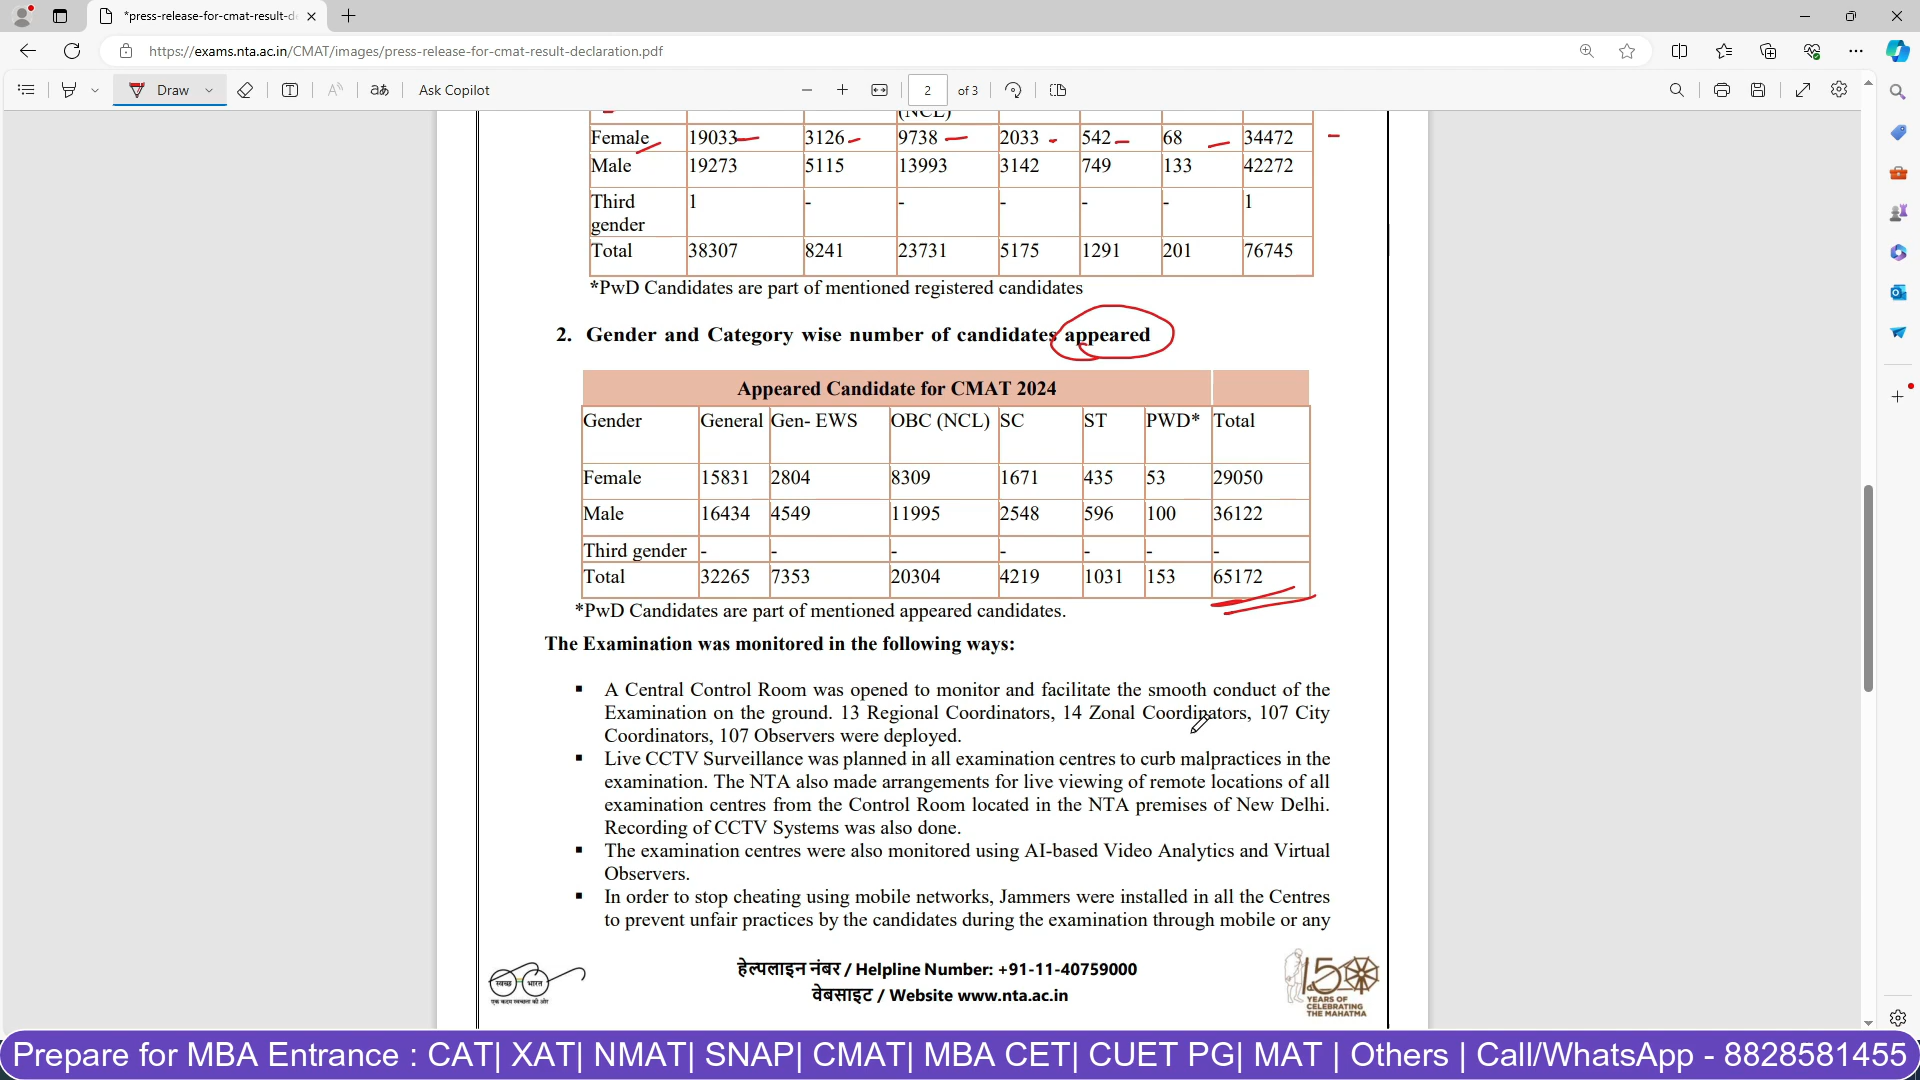 *press-release-for-cmat-result-d
https://exams.nta.ac.in/CMAT/images/press-release-for-cmat-result-declaration.pdf
Draw
Ask Copilot
2 of 3
(NCL)
Female 19033 3126 9738 2033 542 68 34472
Male 19273 5115 13993 3142 749 133 42272
Third gender 1 - - - - - 1
Total 38307 8241 23731 5175 1291 201 76745
*PwD Candidates are part of mentioned registered candidates
2. Gender and Category wise number of candidates appeared
Appeared Candidate for CMAT 2024
Gender General Gen- EWS OBC (NCL) SC ST PWD* Total
Female 15831 2804 8309 1671 435 53 29050
Male 16434 4549 11995 2548 596 100 36122
Third gender - - - - - - -
Total 32265 7353 20304 4219 1031 153 65172
*PwD Candidates are part of mentioned appeared candidates.
The Examination was monitored in the following ways:
▪ A Central Control Room was opened to monitor and facilitate the smooth conduct of the
Examination on the ground. 13 Regional Coordinators, 14 Zonal Coordinators, 107 City
Coordinators, 107 Observers were deployed.
▪ Live CCTV Surveillance was planned in all examination centres to curb malpractices in the
examination. The NTA also made arrangements for live viewing of remote locations of all
examination centres from the Control Room located in the NTA premises of New Delhi.
Recording of CCTV Systems was also done.
▪ The examination centres were also monitored using AI-based Video Analytics and Virtual
Observers.
▪ In order to stop cheating using mobile networks, Jammers were installed in all the Centres
to prevent unfair practices by the candidates during the examination through mobile or any
स्वच्छ भारत
एक कदम स्वच्छता की ओर
हेल्पलाइन नंबर / Helpline Number: +91-11-40759000
वेबसाइट / Website www.nta.ac.in
150
YEARS OF
CELEBRATING
THE MAHATMA
Prepare for MBA Entrance : CAT| XAT| NMAT| SNAP| CMAT| MBA CET| CUET PG| MAT | Others | Call/WhatsApp - 8828581455